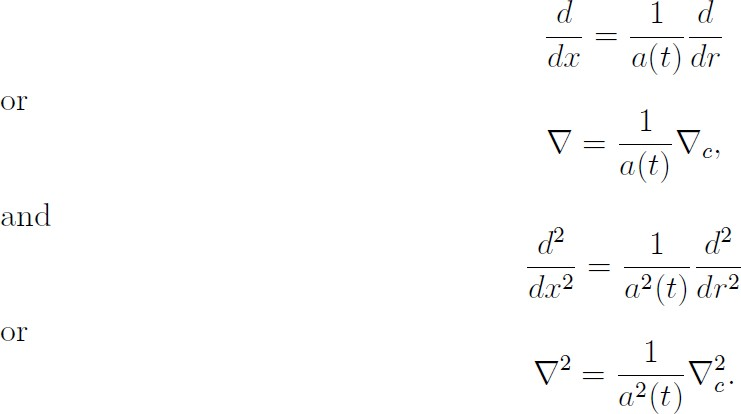 d/dx = 1/a(t) d/dr
or
∇ = 1/a(t) ∇_c,
and
d²/dx² = 1/a²(t) d²/dr²
or
∇² = 1/a²(t) ∇²_c.